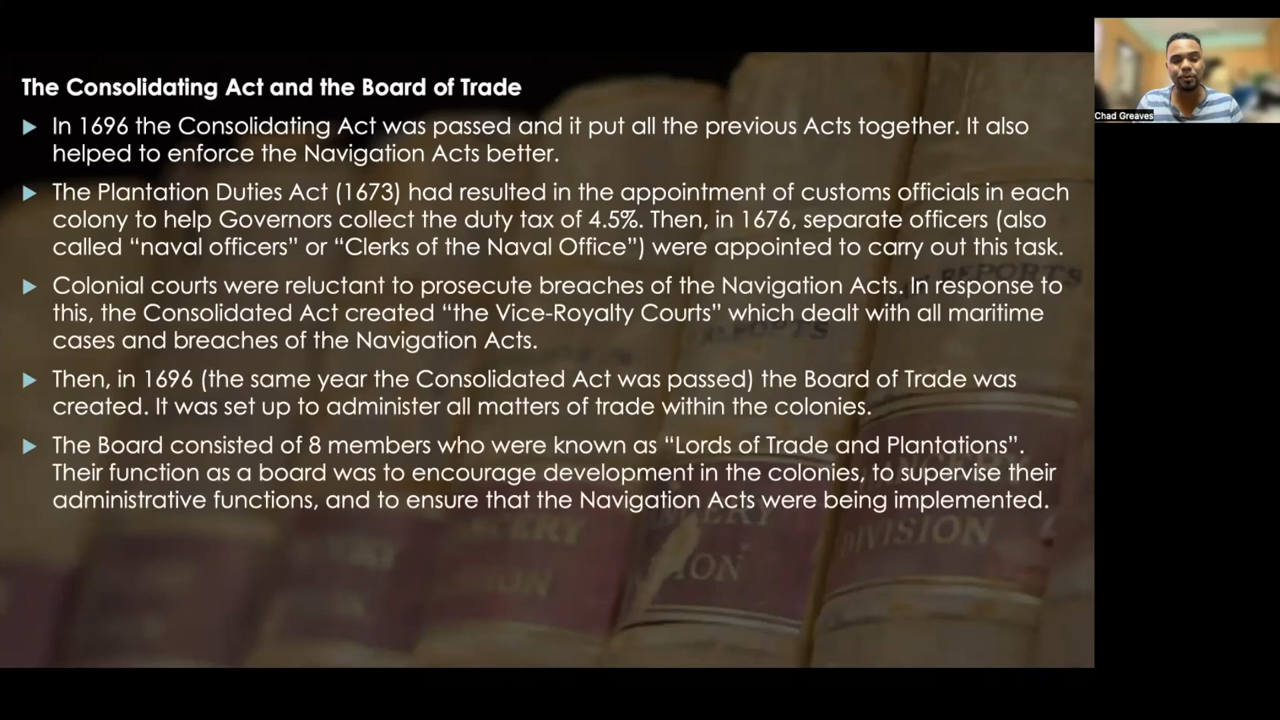 The Consolidating Act and the Board of Trade
In 1696 the Consolidating Act was passed and it put all the previous Acts together. It also
helped to enforce the Navigation Acts better.
The Plantation Duties Act (1673) had resulted in the appointment of customs officials in each
colony to help Governors collect the duty tax of 4.5%. Then, in 1676, separate officers (also
called “naval officers” or “Clerks of the Naval Office”) were appointed to carry out this task.
Colonial courts were reluctant to prosecute breaches of the Navigation Acts. In response to
this, the Consolidated Act created “the Vice-Royalty Courts” which dealt with all maritime
cases and breaches of the Navigation Acts.
Then, in 1696 (the same year the Consolidated Act was passed) the Board of Trade was
created. It was set up to administer all matters of trade within the colonies.
The Board consisted of 8 members who were known as “Lords of Trade and Plantations”.
Their function as a board was to encourage development in the colonies, to supervise their
administrative functions, and to ensure that the Navigation Acts were being implemented.
Chad Greaves
REPORTS
REPORTS
DIVISION